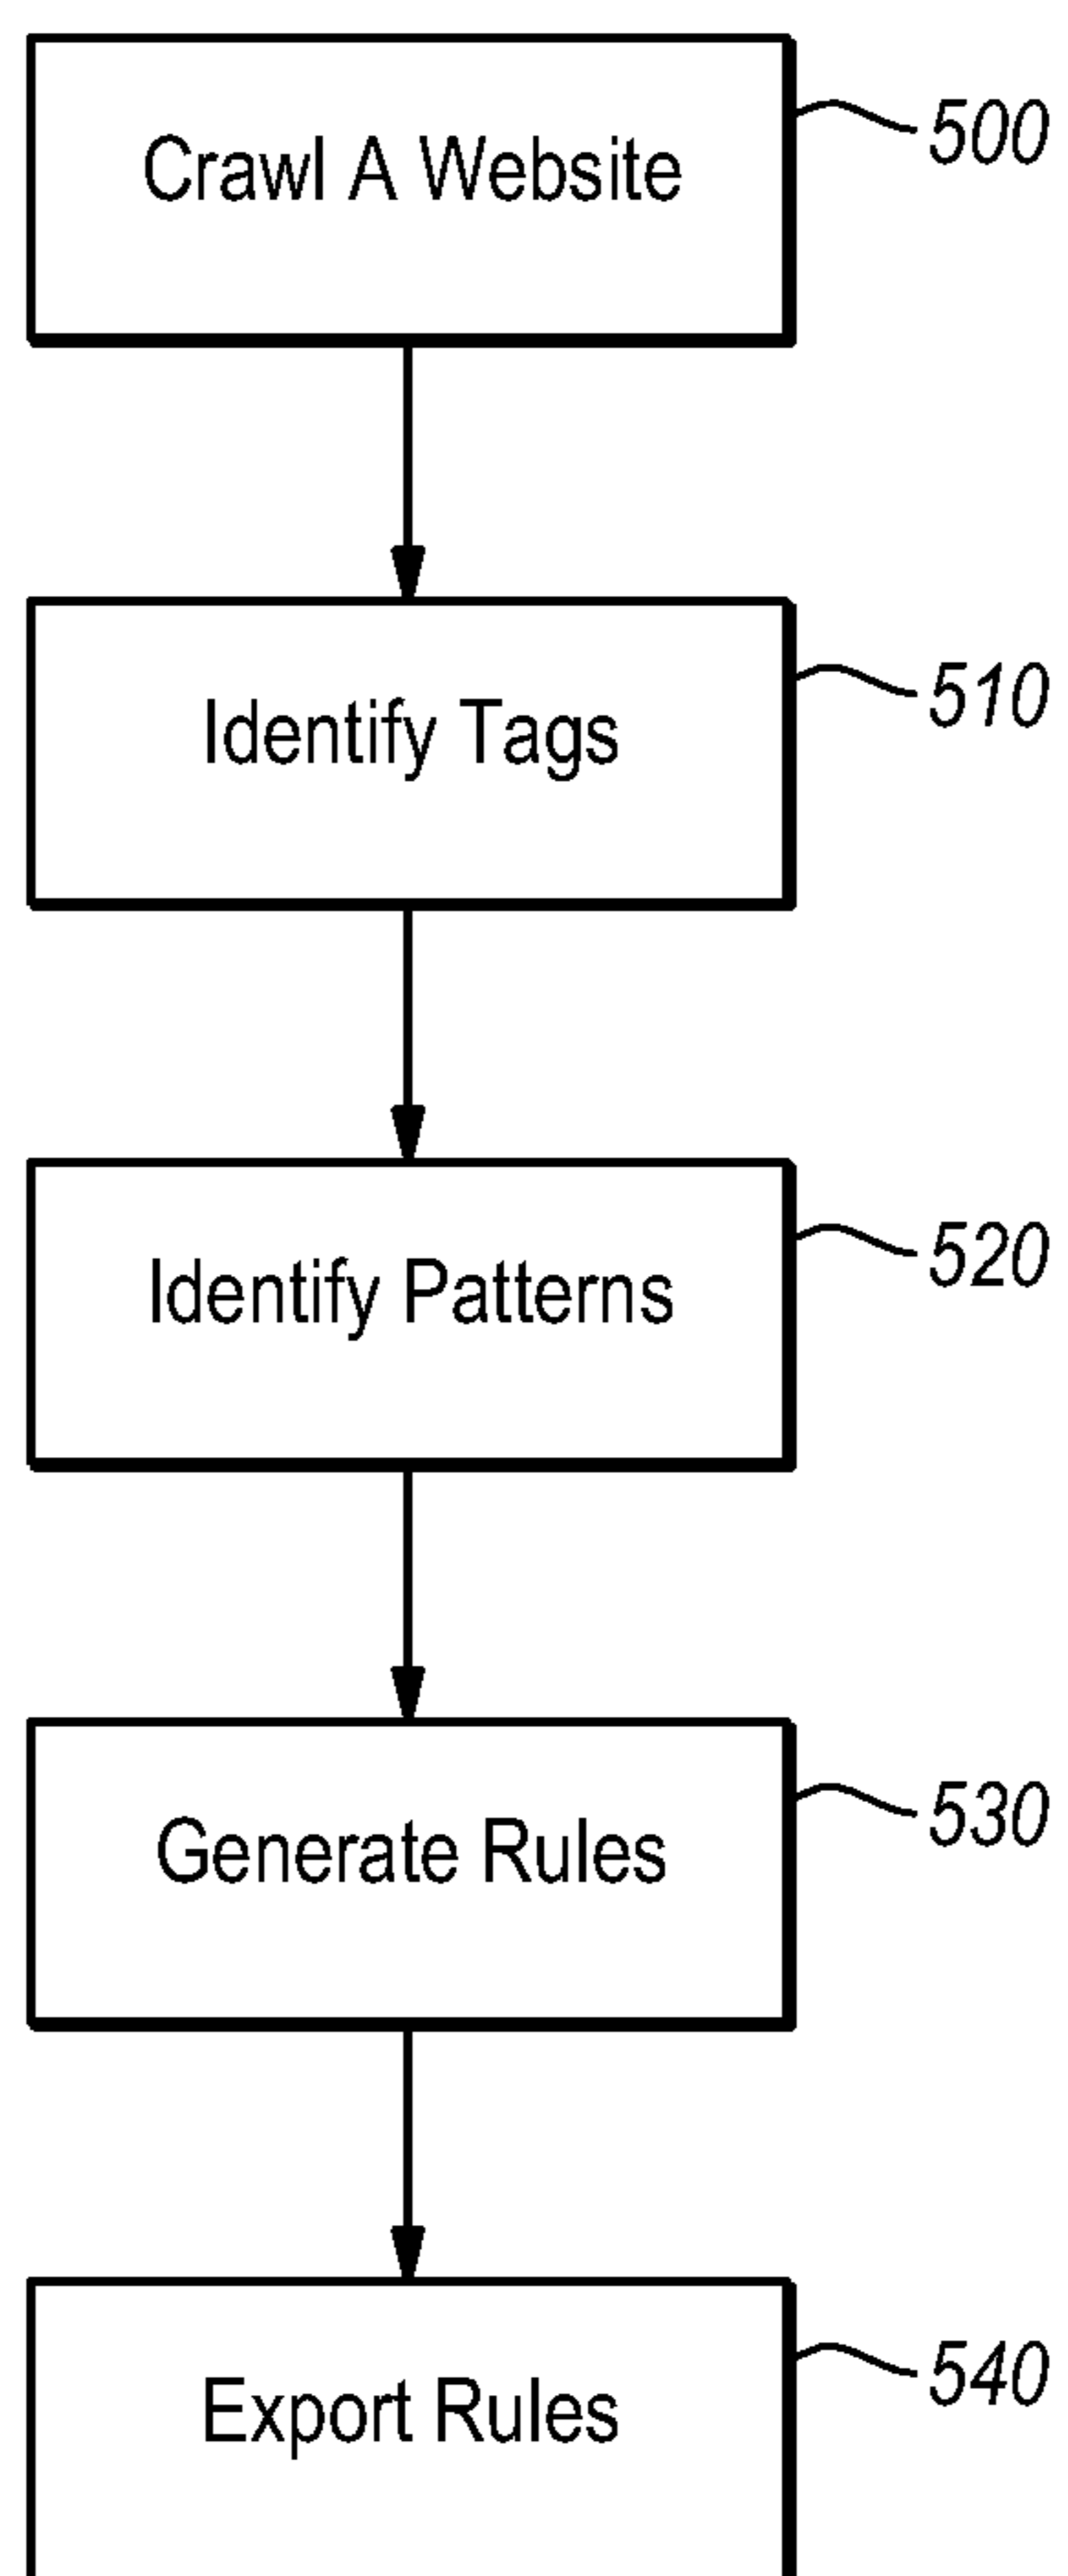 Crawl A Website
500
Identify Tags
510
Identify Patterns
520
Generate Rules
530
Export Rules
540